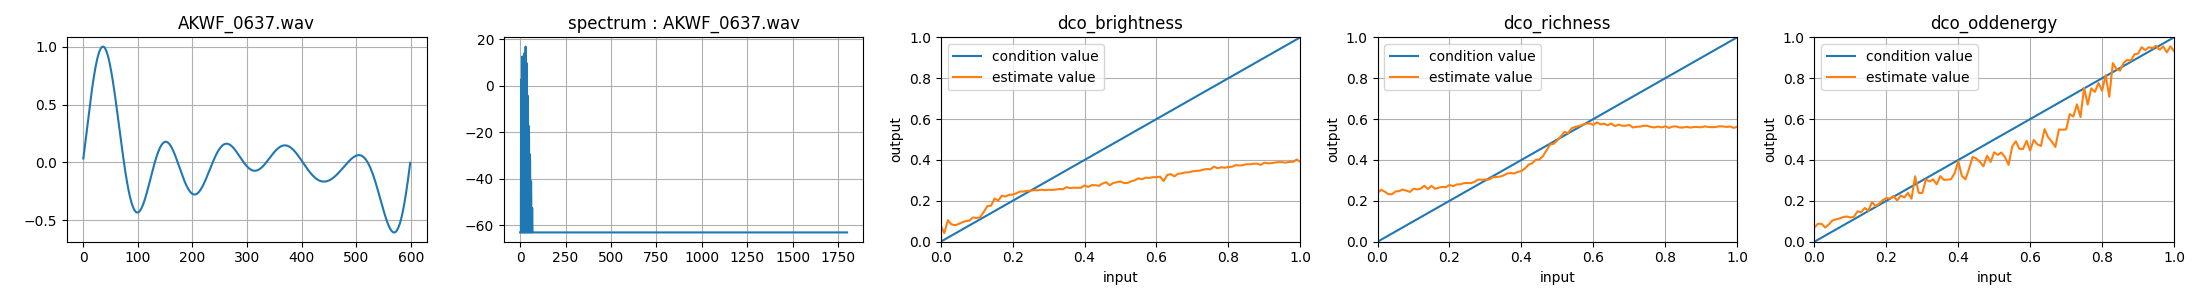 AKWF_0637.wav
1.0
0.5
0.0
−0.5
0 100 200 300 400 500 600
spectrum : AKWF_0637.wav
20
0
−20
−40
−60
0 250 500 750 1000 1250 1500 1750
dco_brightness
condition value
estimate value
output
1.0
0.8
0.6
0.4
0.2
0.0
0.0 0.2 0.4 0.6 0.8 1.0
input
dco_richness
condition value
estimate value
output
1.0
0.8
0.6
0.4
0.2
0.0
0.0 0.2 0.4 0.6 0.8 1.0
input
dco_oddenergy
condition value
estimate value
output
1.0
0.8
0.6
0.4
0.2
0.0
0.0 0.2 0.4 0.6 0.8 1.0
input